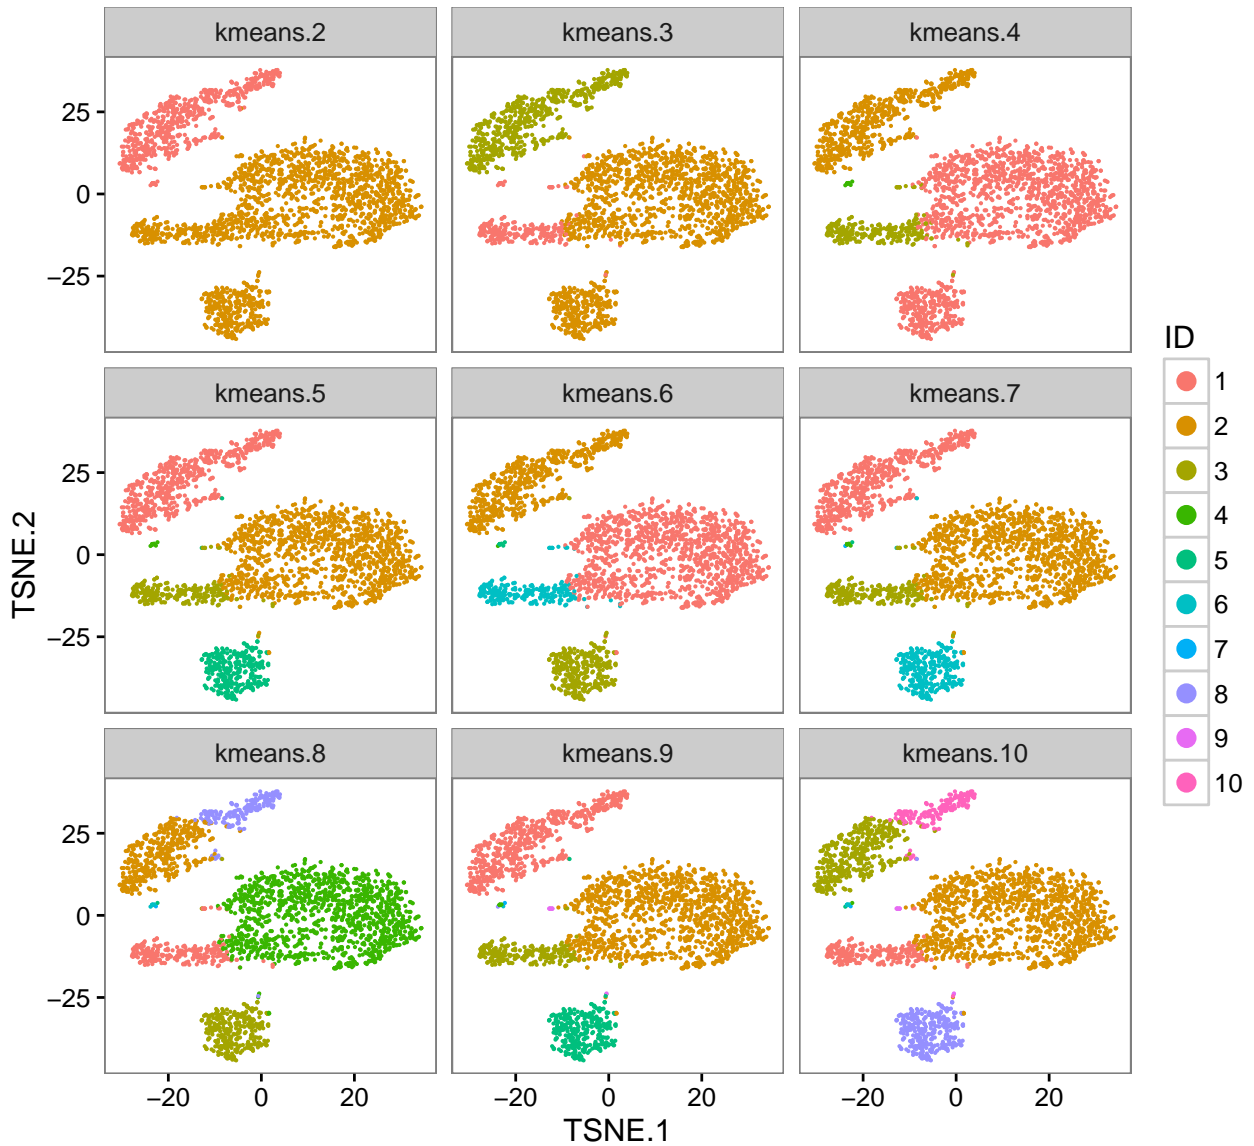 kmeans.2 kmeans.3 kmeans.4
25
0
−25
kmeans.5 kmeans.6 kmeans.7
25
0
−25
kmeans.8 kmeans.9 kmeans.10
25
0
−25
−20 0 20 −20 0 20 −20 0 20
TSNE.1
TSNE.2
ID
1
2
3
4
5
6
7
8
9
10